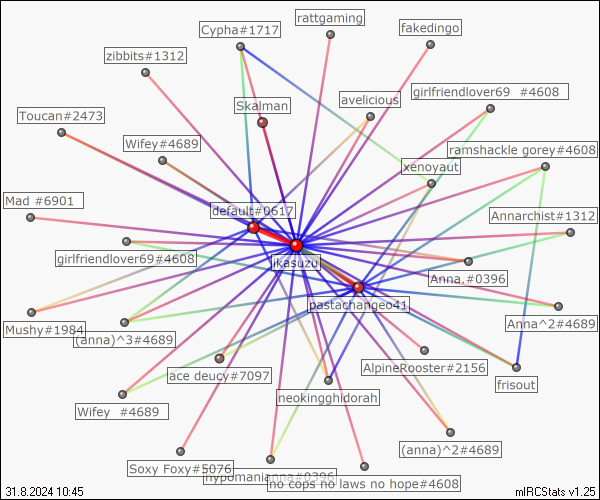 rattgaming
Cypha#1717
fakedingo
zibbits#1312
girlfriendlover69 #4608
Skalman
avelicious
Toucan#2473
Wifey#4689
ramshackle gorey#4608
xenoyaut
Mad #6901
default#0617
Annarchist#1312
girlfriendlover69#4608
ikasuzu
Anna.#0396
pastachangeo41
Mushy#1984
Anna^2#4689
(anna)^3#4689
AlpineRooster#2156
ace deucy#7097
frisout
neokingghidorah
Wifey #4689
(anna)^2#4689
Soxy Foxy#5076
hypomanianna#0396
no cops no laws no hope#4608
31.8.2024 10:45
mIRCStats v1.25